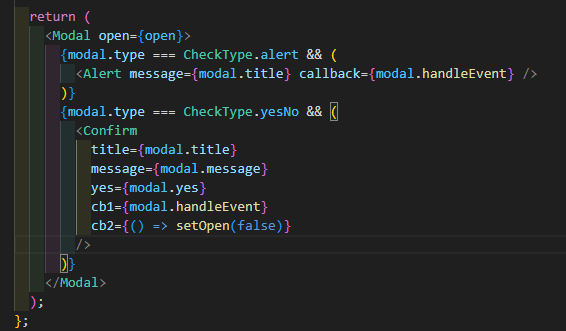 return (
<Modal open={open}>
{modal.type === CheckType.alert && (
<Alert message={modal.title} callback={modal.handleEvent} />
)}
{modal.type === CheckType.yesNo && (
<Confirm
title={modal.title}
message={modal.message}
yes={modal.yes}
cb1={modal.handleEvent}
cb2={() => setOpen(false)}
/>
)}
</Modal>
);
};